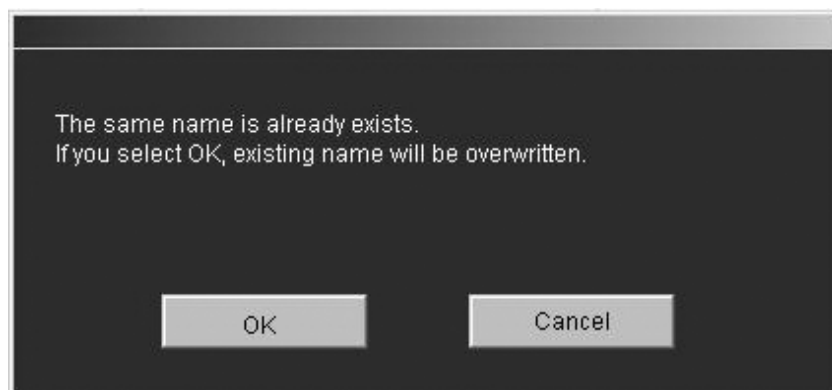 The same name is already exists.
If you select OK, existing name will be overwritten.
OK
Cancel